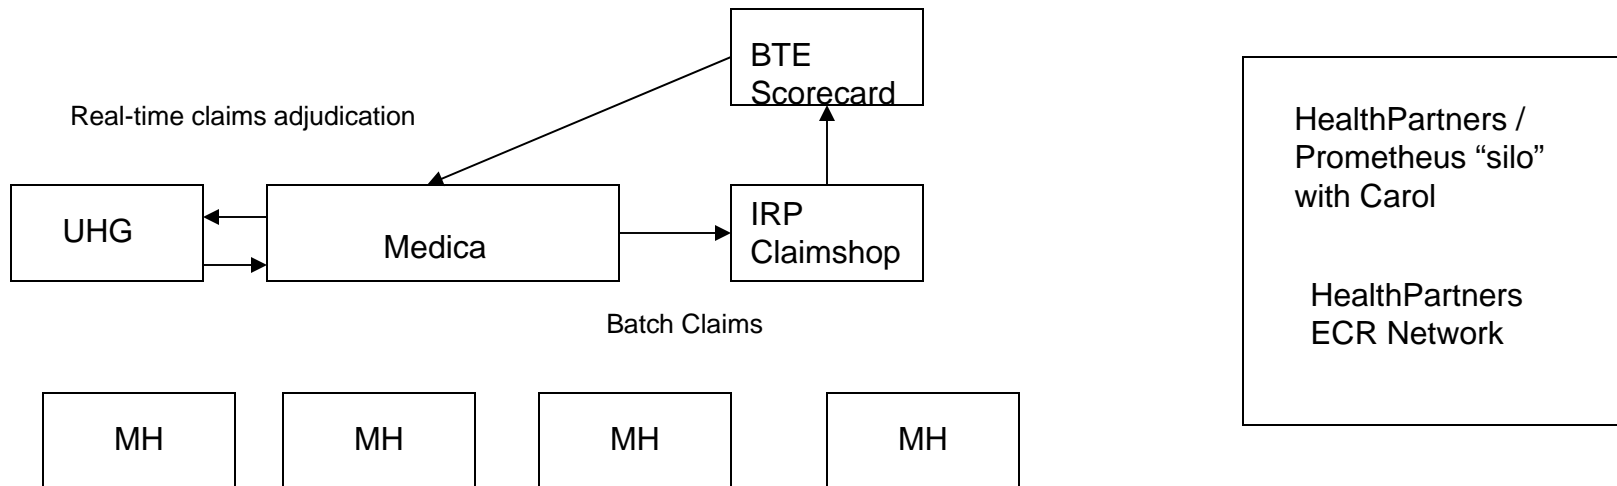 BTE
Scorecard
Real-time claims adjudication
HealthPartners /
Prometheus “silo”
with Carol
UHG
Medica
IRP
Claimshop
HealthPartners
ECR Network
Batch Claims
MH
MH
MH
MH